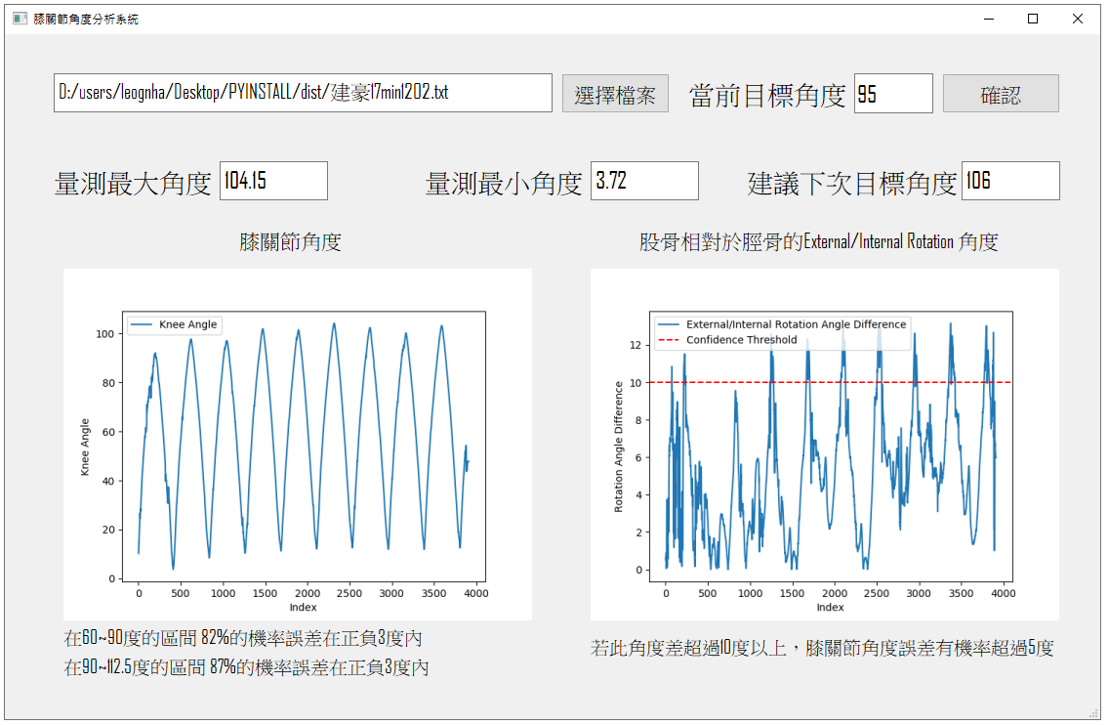 膝關節角度分析系統
D:/users/leognha/Desktop/PYINSTALL/dist/建豪17min1202.txt 選擇檔案 當前目標角度 95 確認
量測最大角度 104.15 量測最小角度 3.72 建議下次目標角度 106
膝關節角度
Knee Angle
Knee Angle
100
80
60
40
20
0
0 500 1000 1500 2000 2500 3000 3500 4000
Index
在60~90度的區間 82%的機率誤差在正負3度內
在90~112.5度的區間 87%的機率誤差在正負3度內
股骨相對於脛骨的External/Internal Rotation 角度
External/Internal Rotation Angle Difference
Confidence Threshold
Rotation Angle Difference
12
10
8
6
4
2
0
0 500 1000 1500 2000 2500 3000 3500 4000
Index
若此角度差超過10度以上，膝關節角度誤差有機率超過5度